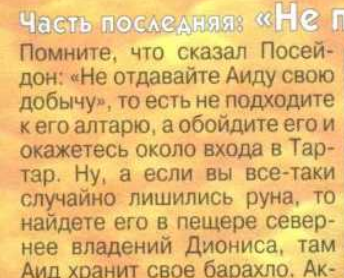 Часть последняя: «Не п
Помните, что сказал Посей-
дон: «Не отдавайте Аиду свою
добычу», то есть не подходите
к его алтарю, а обойдите его и
окажетесь около входа в Тар-
тар. Ну, а если вы все-таки
случайно лишились руна, то
найдете его в пещере север-
нее владений Диониса, там
Аид хранит свое барахло. Ак-